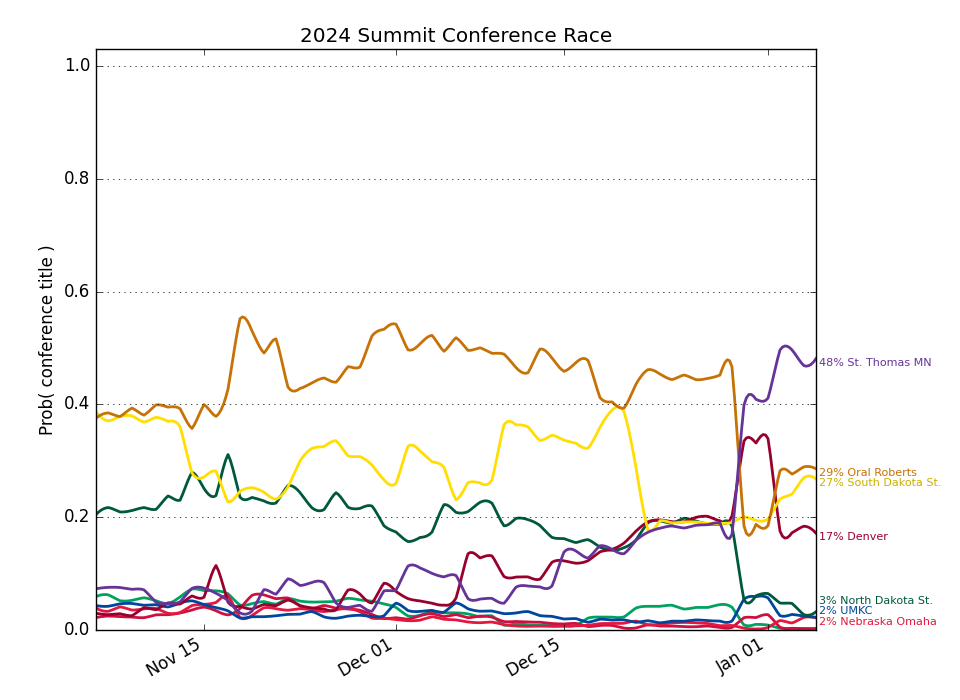 2024 Summit Conference Race
Prob( conference title )
1.0
0.8
0.6
0.4
0.2
0.0
Nov 15
Dec 01
Dec 15
Jan 01
48% St. Thomas MN
29% Oral Roberts
27% South Dakota St.
17% Denver
3% North Dakota St.
2% UMKC
2% Nebraska Omaha